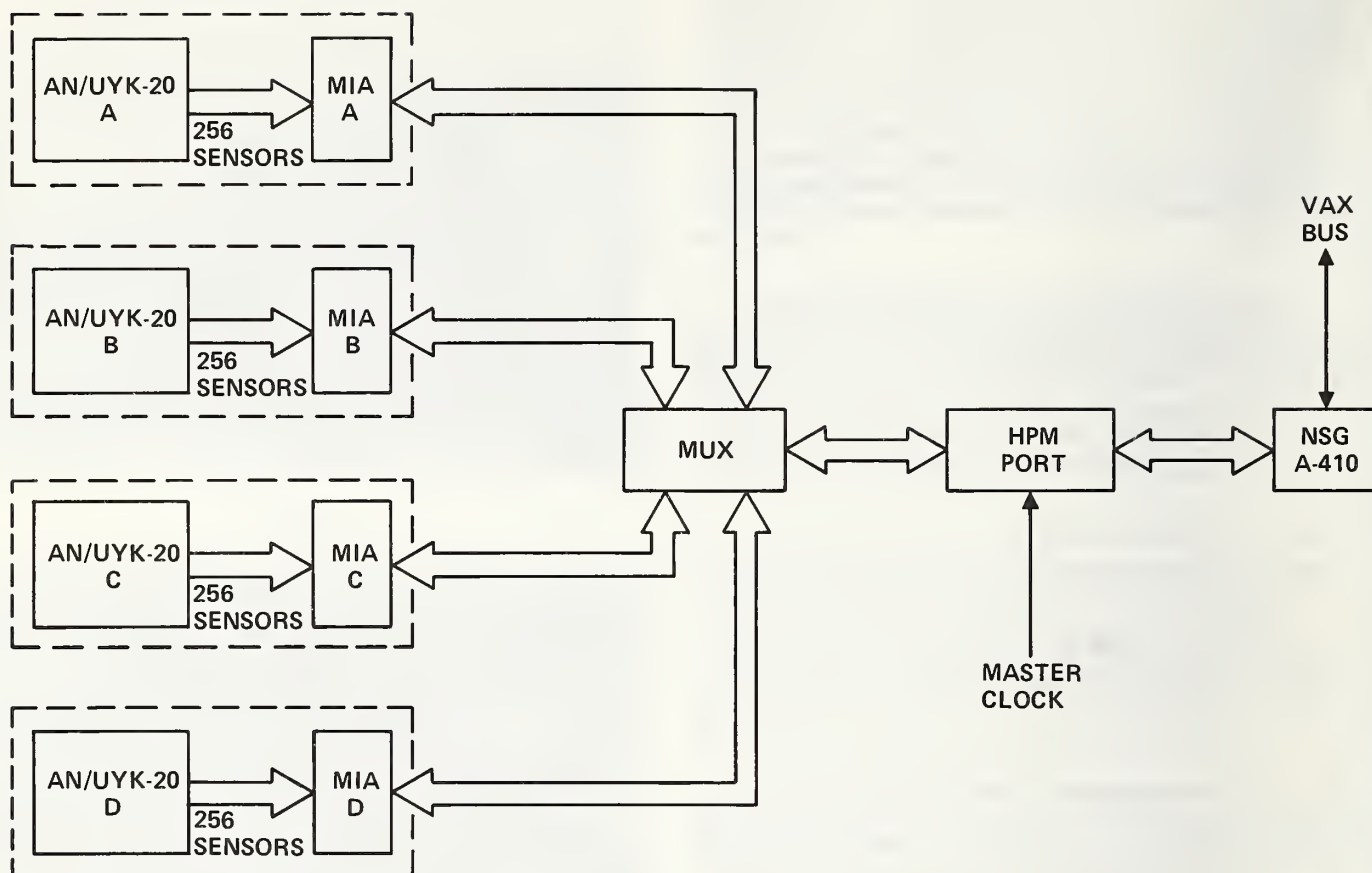 AN/UYK-20
A
256
SENSORS
MIA
A
AN/UYK-20
B
256
SENSORS
MIA
B
AN/UYK-20
C
256
SENSORS
MIA
C
AN/UYK-20
D
256
SENSORS
MIA
D
MUX
HPM
PORT
MASTER
CLOCK
VAX
BUS
NSG
A-410